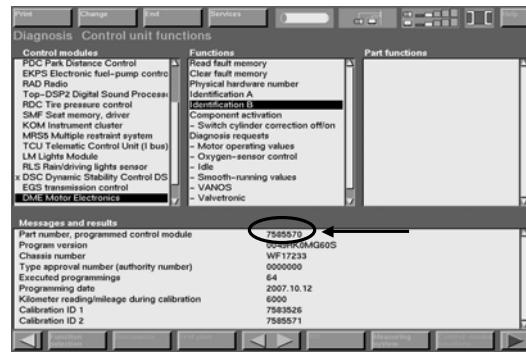 Print Change End Services Help
Diagnosis Control unit functions
Control modules
PDC Park Distance Control
EKPS Electronic fuel-pump contro
RAD Radio
Top-DSP2 Digital Sound Processo
RDC Tire pressure control
SMF Seat memory, driver
KOM Instrument cluster
MRS5 Multiple restraint system
TCU Telematic Control Unit (I bus)
LM Lights Module
RLS Rain/driving lights sensor
x DSC Dynamic Stability Control DS
EGS transmission control
DME Motor Electronics
Functions
Read fault memory
Clear fault memory
Physical hardware number
Identification A
Identification B
Component activation
- Switch cylinder correction off/on
Diagnosis requests
- Motor operating values
- Oxygen-sensor control
- Idle
- Smooth-running values
- VANOS
- Valvetronic
Part functions
Messages and results
Part number, programmed control module 7585570
Program version 0045HK0MG60S
Chassis number WF17233
Type approval number (authority number) 0000000
Executed programmings 64
Programming date 2007.10.12
Kilometer reading/mileage during calibration 6000
Calibration ID 1 7583526
Calibration ID 2 7585571
Function selection
Measuring system